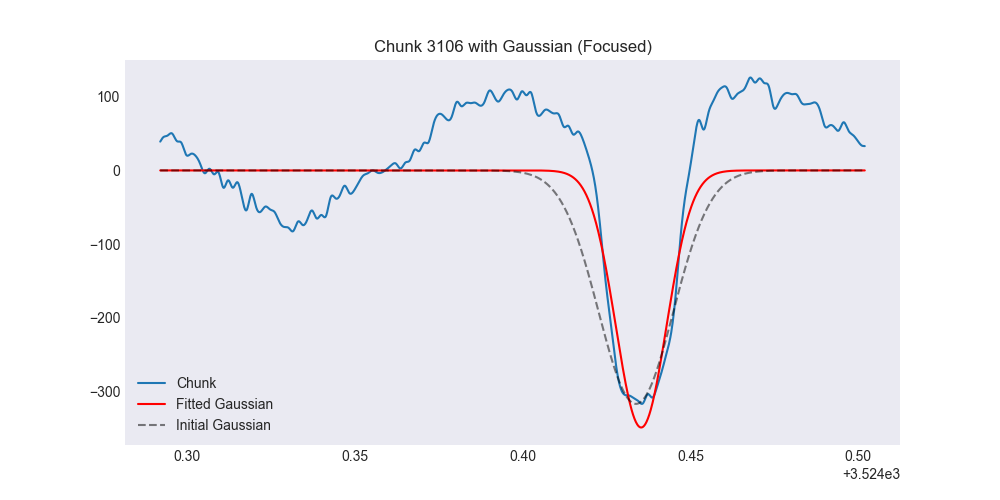 Chunk 3106 with Gaussian (Focused)
100
0
−100
−200
−300
Chunk
Fitted Gaussian
Initial Gaussian
0.30 0.35 0.40 0.45 0.50
+3.524e3